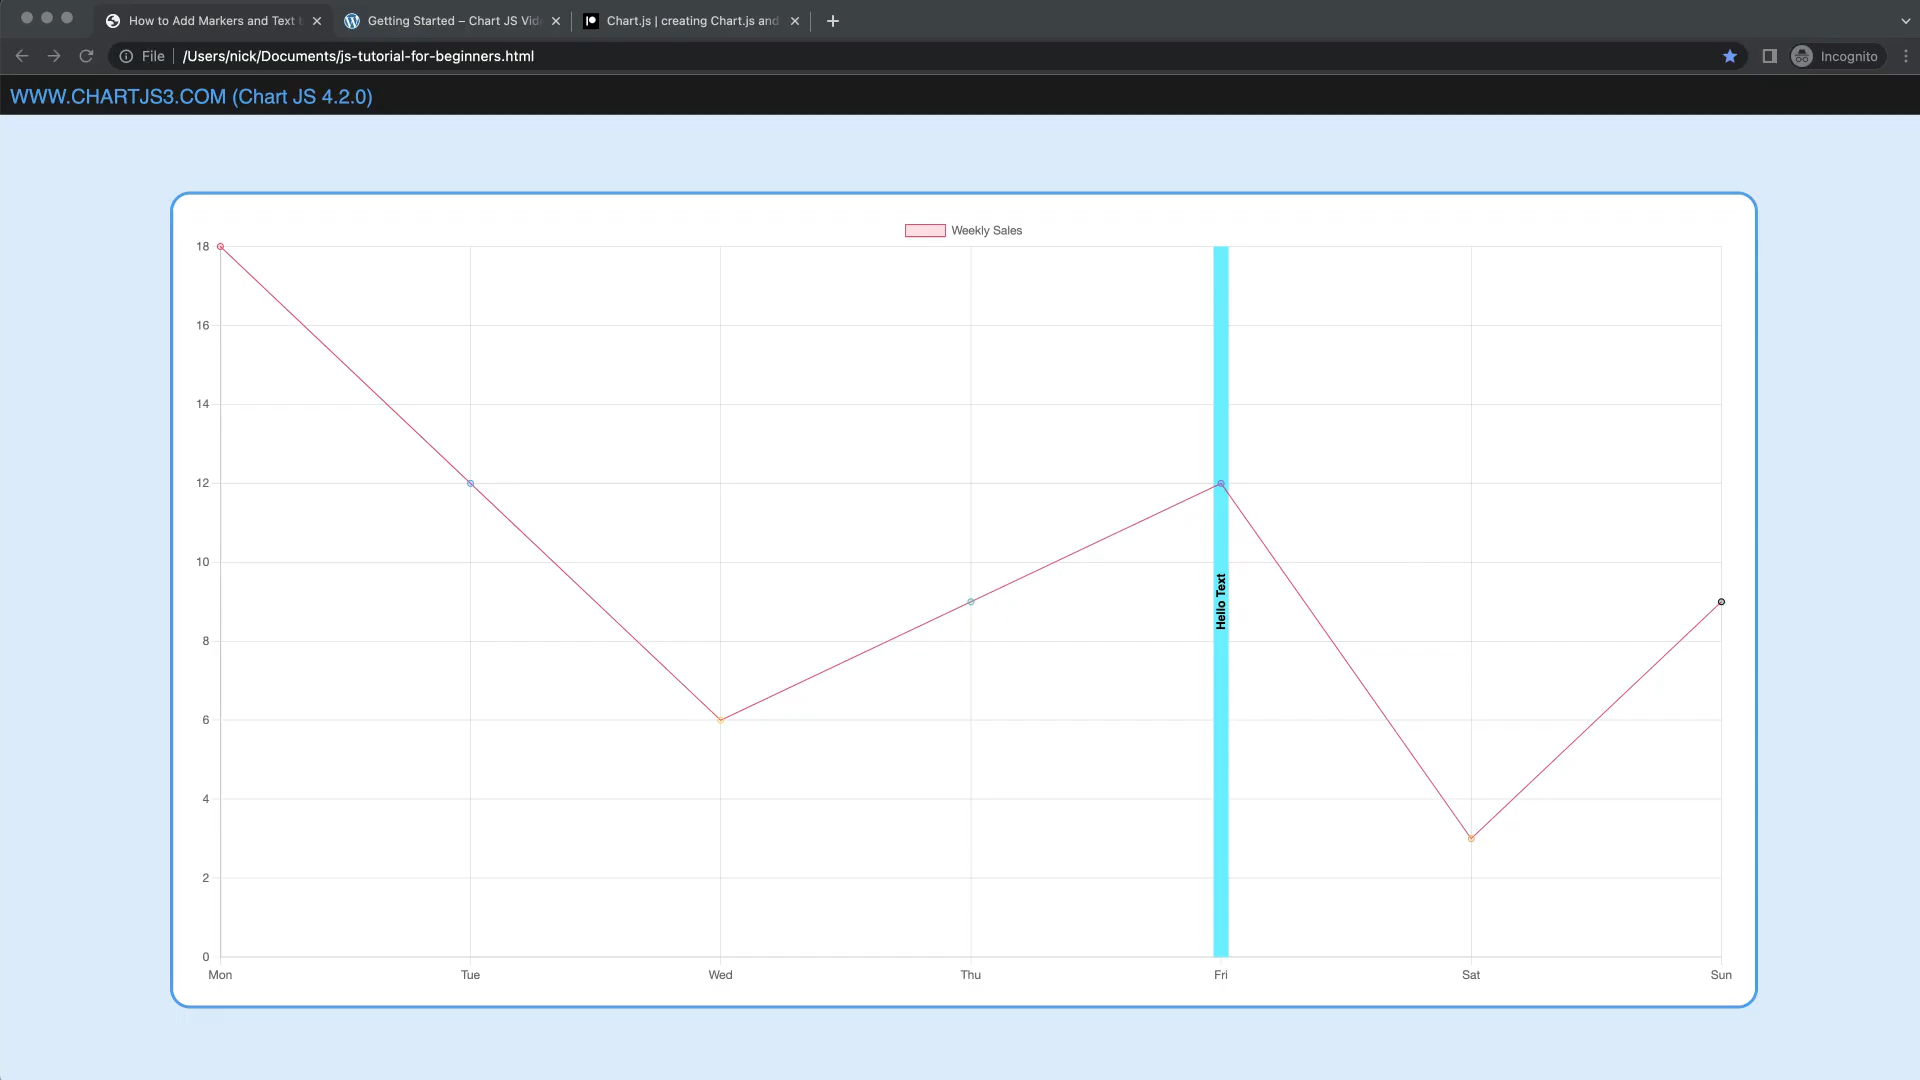 How to Add Markers and Text
Getting Started – Chart JS Vid
Chart.js | creating Chart.js and
File
/Users/nick/Documents/js-tutorial-for-beginners.html
Incognito
WWW.CHARTJS3.COM (Chart JS 4.2.0)
Weekly Sales
18
16
14
12
10
8
6
4
2
0
Hello Text
Mon Tue Wed Thu Fri Sat Sun